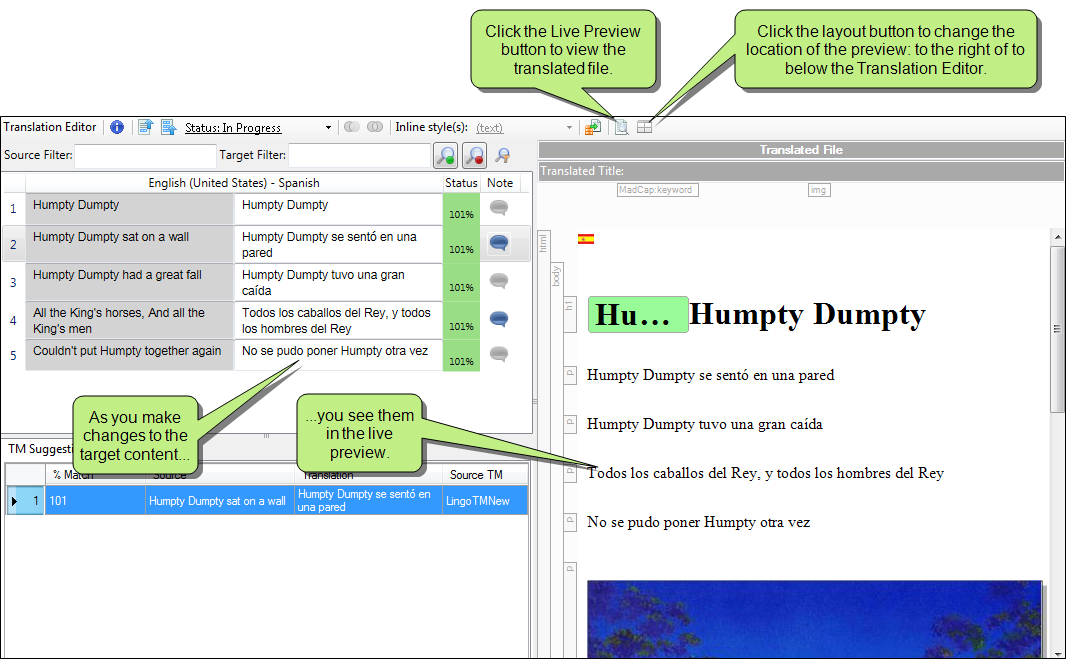 Click the Live Preview
button to view the
translated file.
Click the layout button to change the
location of the preview: to the right of to
below the Translation Editor.
Translation Editor
Status: In Progress
Inline style(s):
(text)
Source Filter:
Target Filter:
English (United States) - Spanish
Status
Note
1
Humpty Dumpty
Humpty Dumpty
101%
2
Humpty Dumpty sat on a wall
Humpty Dumpty se sentó en una
pared
101%
3
Humpty Dumpty had a great fall
Humpty Dumpty tuvo una gran
caída
101%
4
All the King's horses, And all the
King's men
Todos los caballos del Rey, y todos
los hombres del Rey
101%
5
Couldn't put Humpty together again
No se pudo poner Humpty otra vez
101%
As you make
changes to the
target content...
...you see them
in the live
preview.
TM Suggesti
% Match
Source
Translation
Source TM
1
101
Humpty Dumpty sat on a wall
Humpty Dumpty se sentó en
una pared
LingoTMNew
Translated File
Translated Title:
MadCap:keyword
img
html
body
h1
Hu... Humpty Dumpty
p
Humpty Dumpty se sentó en una pared
p
Humpty Dumpty tuvo una gran caída
p
Todos los caballos del Rey, y todos los hombres del Rey
p
No se pudo poner Humpty otra vez
p